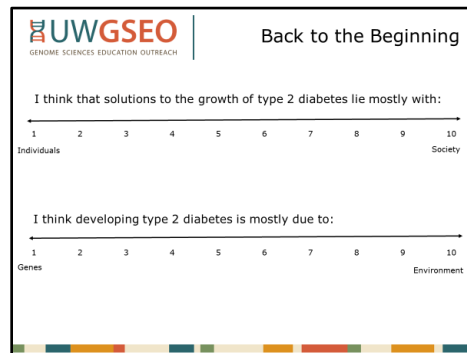 UWGSEO
GENOME SCIENCES EDUCATION OUTREACH
Back to the Beginning
I think that solutions to the growth of type 2 diabetes lie mostly with:
1 2 3 4 5 6 7 8 9 10
Individuals Society
I think developing type 2 diabetes is mostly due to:
1 2 3 4 5 6 7 8 9 10
Genes Environment